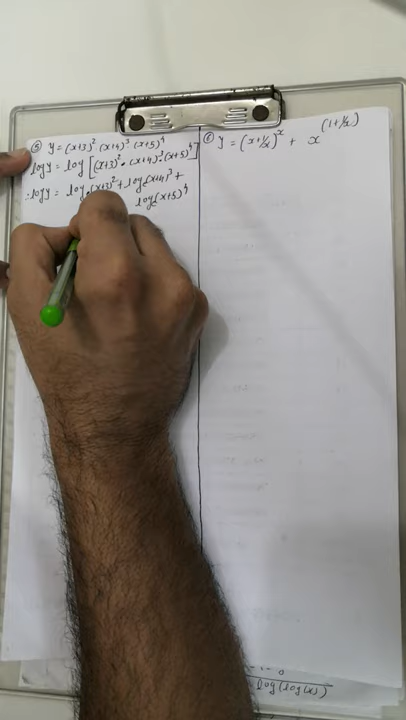 ⑤ y = (x+3)² (x+4)³ (x+5)⁴
log y = log [(x+3)² · (x+4)³ (x+5)⁴]
∴ log y = log (x+3)² + log (x+4)³ +
log (x+5)⁴
⑥ y = (x+1/x)^x + x^(1+1/x)
log(log(x))